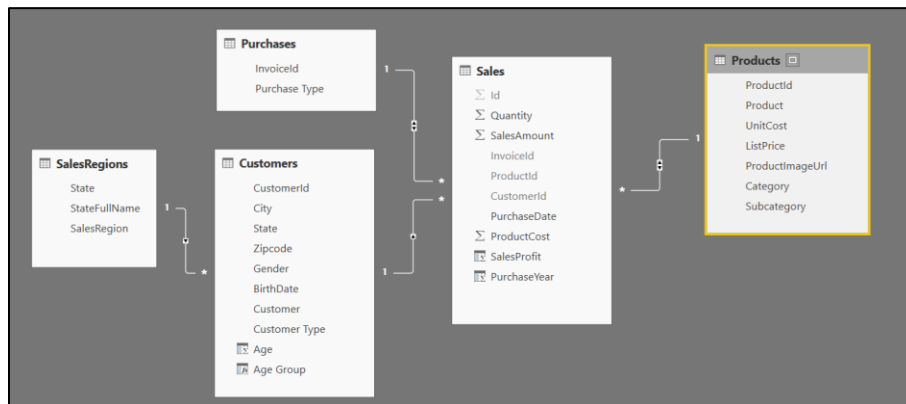 Purchases
InvoiceId
Purchase Type
1
*
SalesRegions
State
StateFullName
SalesRegion
1
*
Customers
CustomerId
City
State
Zipcode
Gender
BirthDate
Customer
Customer Type
Age
Age Group
1
*
Sales
Σ Id
Σ Quantity
Σ SalesAmount
InvoiceId
ProductId
CustomerId
PurchaseDate
Σ ProductCost
SalesProfit
PurchaseYear
*
1
Products
ProductId
Product
UnitCost
ListPrice
ProductImageUrl
Category
Subcategory